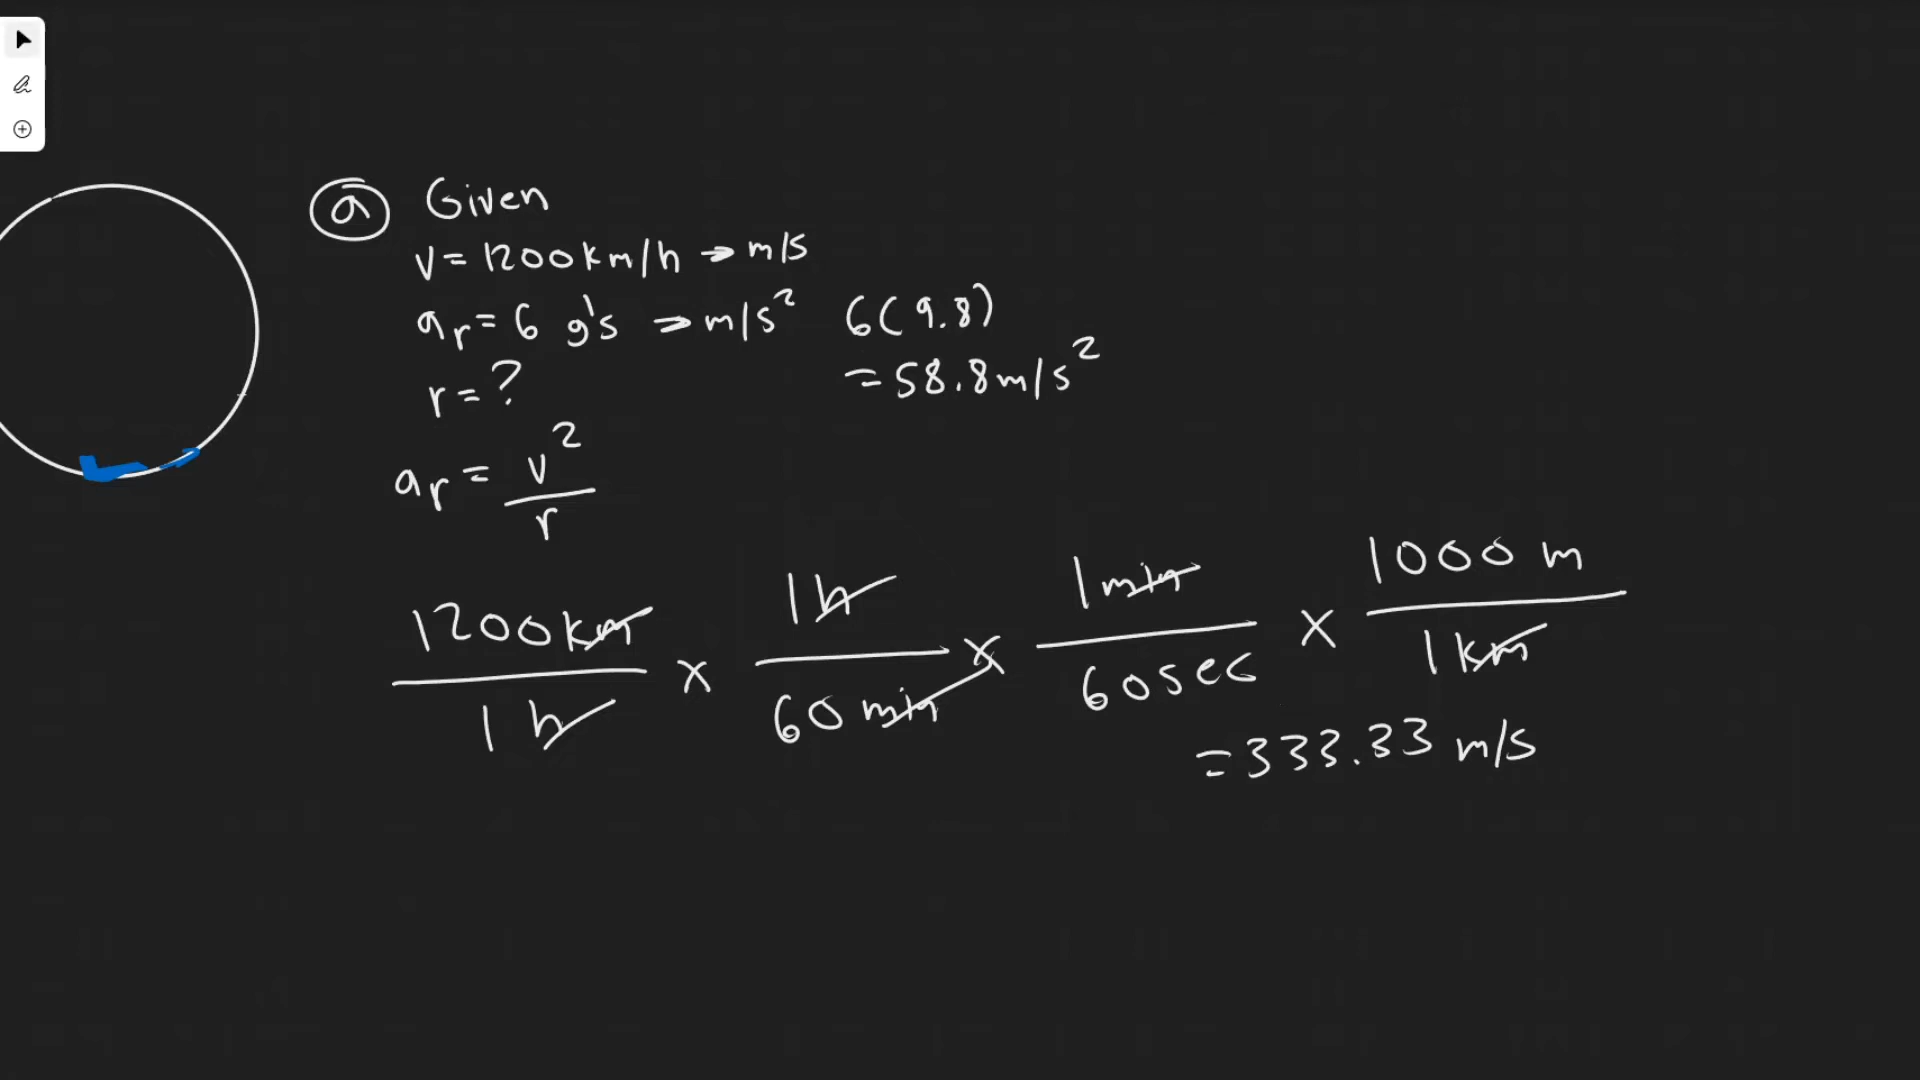 a Given
v = 1200 km/h → m/s
ar = 6 g's → m/s² 6(9.8)
r = ? = 58.8 m/s²
ar = v²/r
1200 km/1 h x 1 h/60 min x 1 min/60 sec x 1000 m/1 km
= 333.33 m/s